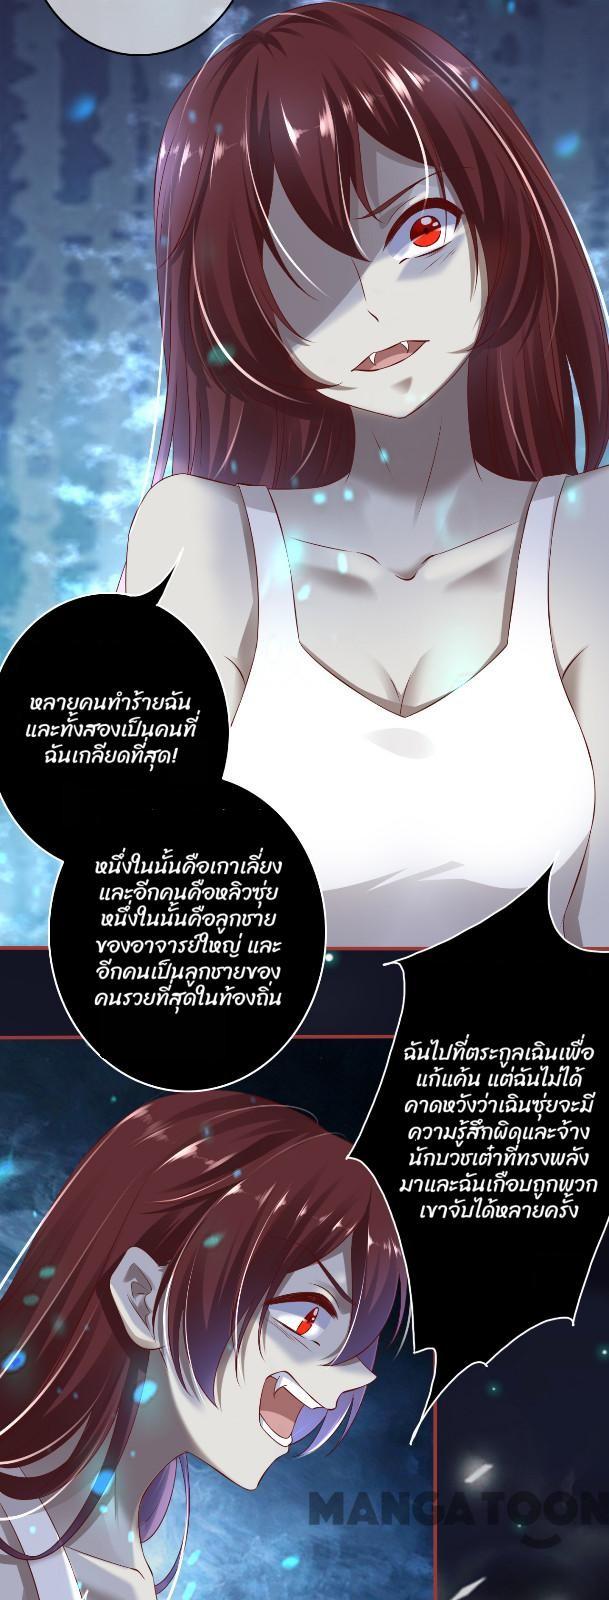 หลายคนทำร้ายฉัน
และทั้งสองเป็นคนที่
ฉันเกลียดที่สุด!
หนึ่งในนั้นคือเกาเลี่ยง
และอีกคนคือหลิวซุ่ย
หนึ่งในนั้นคือลูกชาย
ของอาจารย์ใหญ่ และ
อีกคนเป็นลูกชายของ
คนรวยที่สุดในท้องถิ่น
ฉันไปที่ตระกูลเฉินเพื่อ
แก้แค้น แต่ฉันไม่ได้
คาดหวังว่าเฉินซุ่ยจะมี
ความรู้สึกผิดและจ้าง
นักบวชเต๋าที่ทรงพลัง
มาและฉันเกือบถูกพวก
เขาจับได้หลายครั้ง
MANGATOON